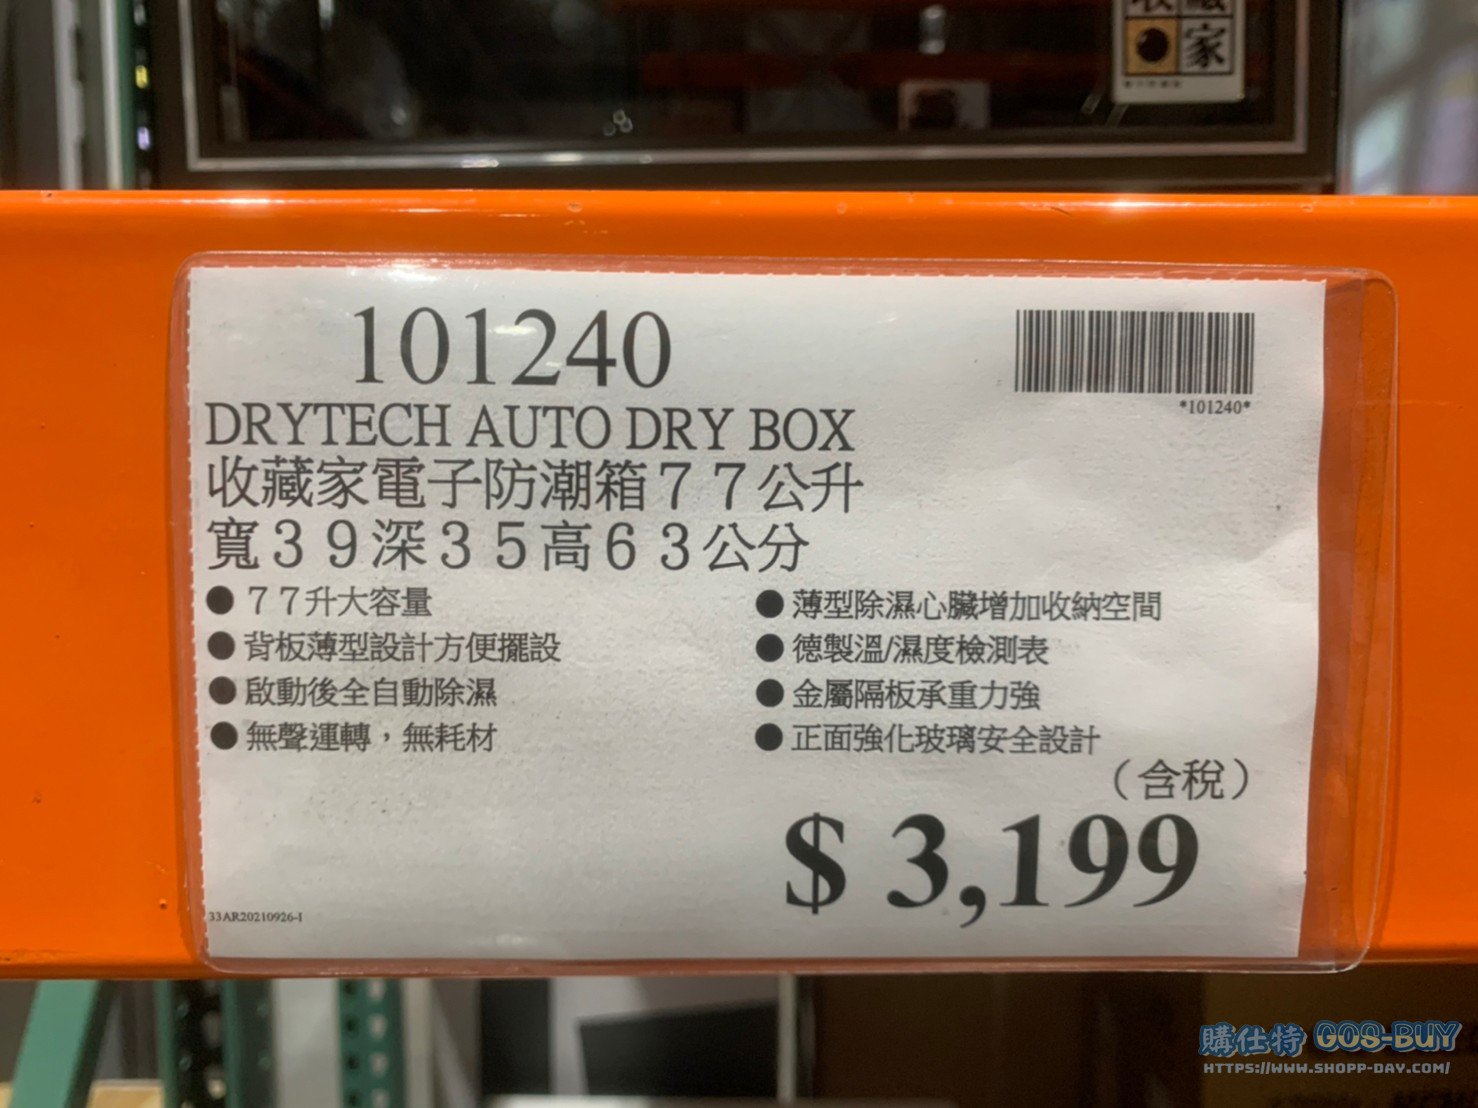 家
101240
*101240*
DRYTECH AUTO DRY BOX
收藏家電子防潮箱７７公升
寬３９深３５高６３公分
●７７升大容量
●背板薄型設計方便擺設
●啟動後全自動除濕
●無聲運轉，無耗材
●薄型除濕心臟增加收納空間
●德製溫/濕度檢測表
●金屬隔板承重力強
●正面強化玻璃安全設計
（含稅）
$ 3,199
33AR20210926-I
購仕特 GOS-BUY
HTTPS://WWW.SHOPP-DAY.COM/